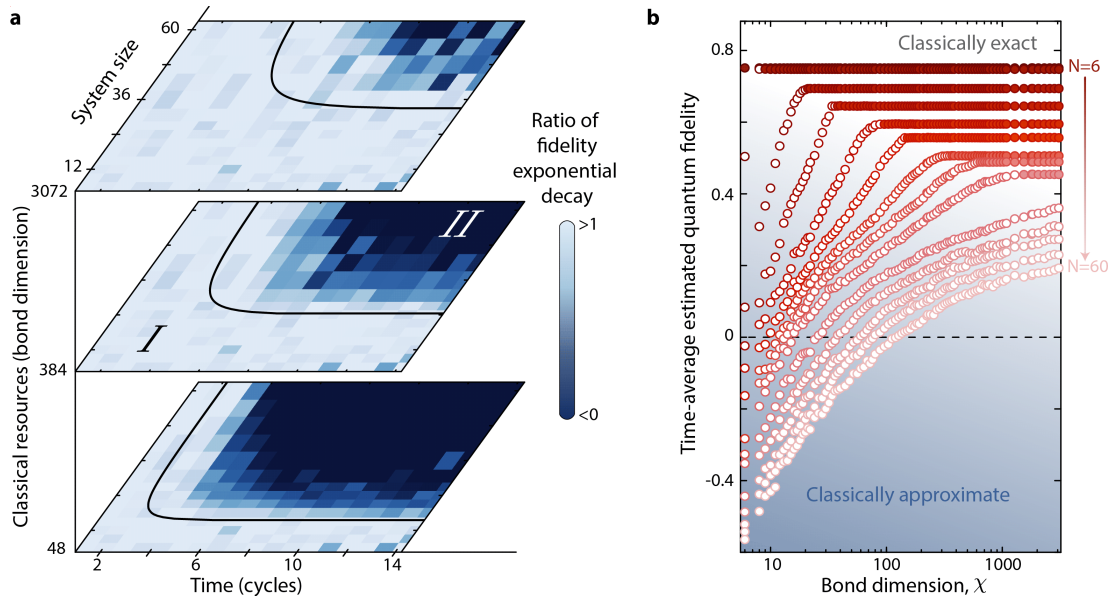 a
System size
60
36
12
3072
Classical resources (bond dimension)
384
48
I
II
2
6
10
14
Time (cycles)
Ratio of
fidelity
exponential
decay
>1
<0
b
Time-average estimated quantum fidelity
0.8
0.4
0
-0.4
Classically exact
N=6
N=60
Classically approximate
10
100
1000
Bond dimension, χ